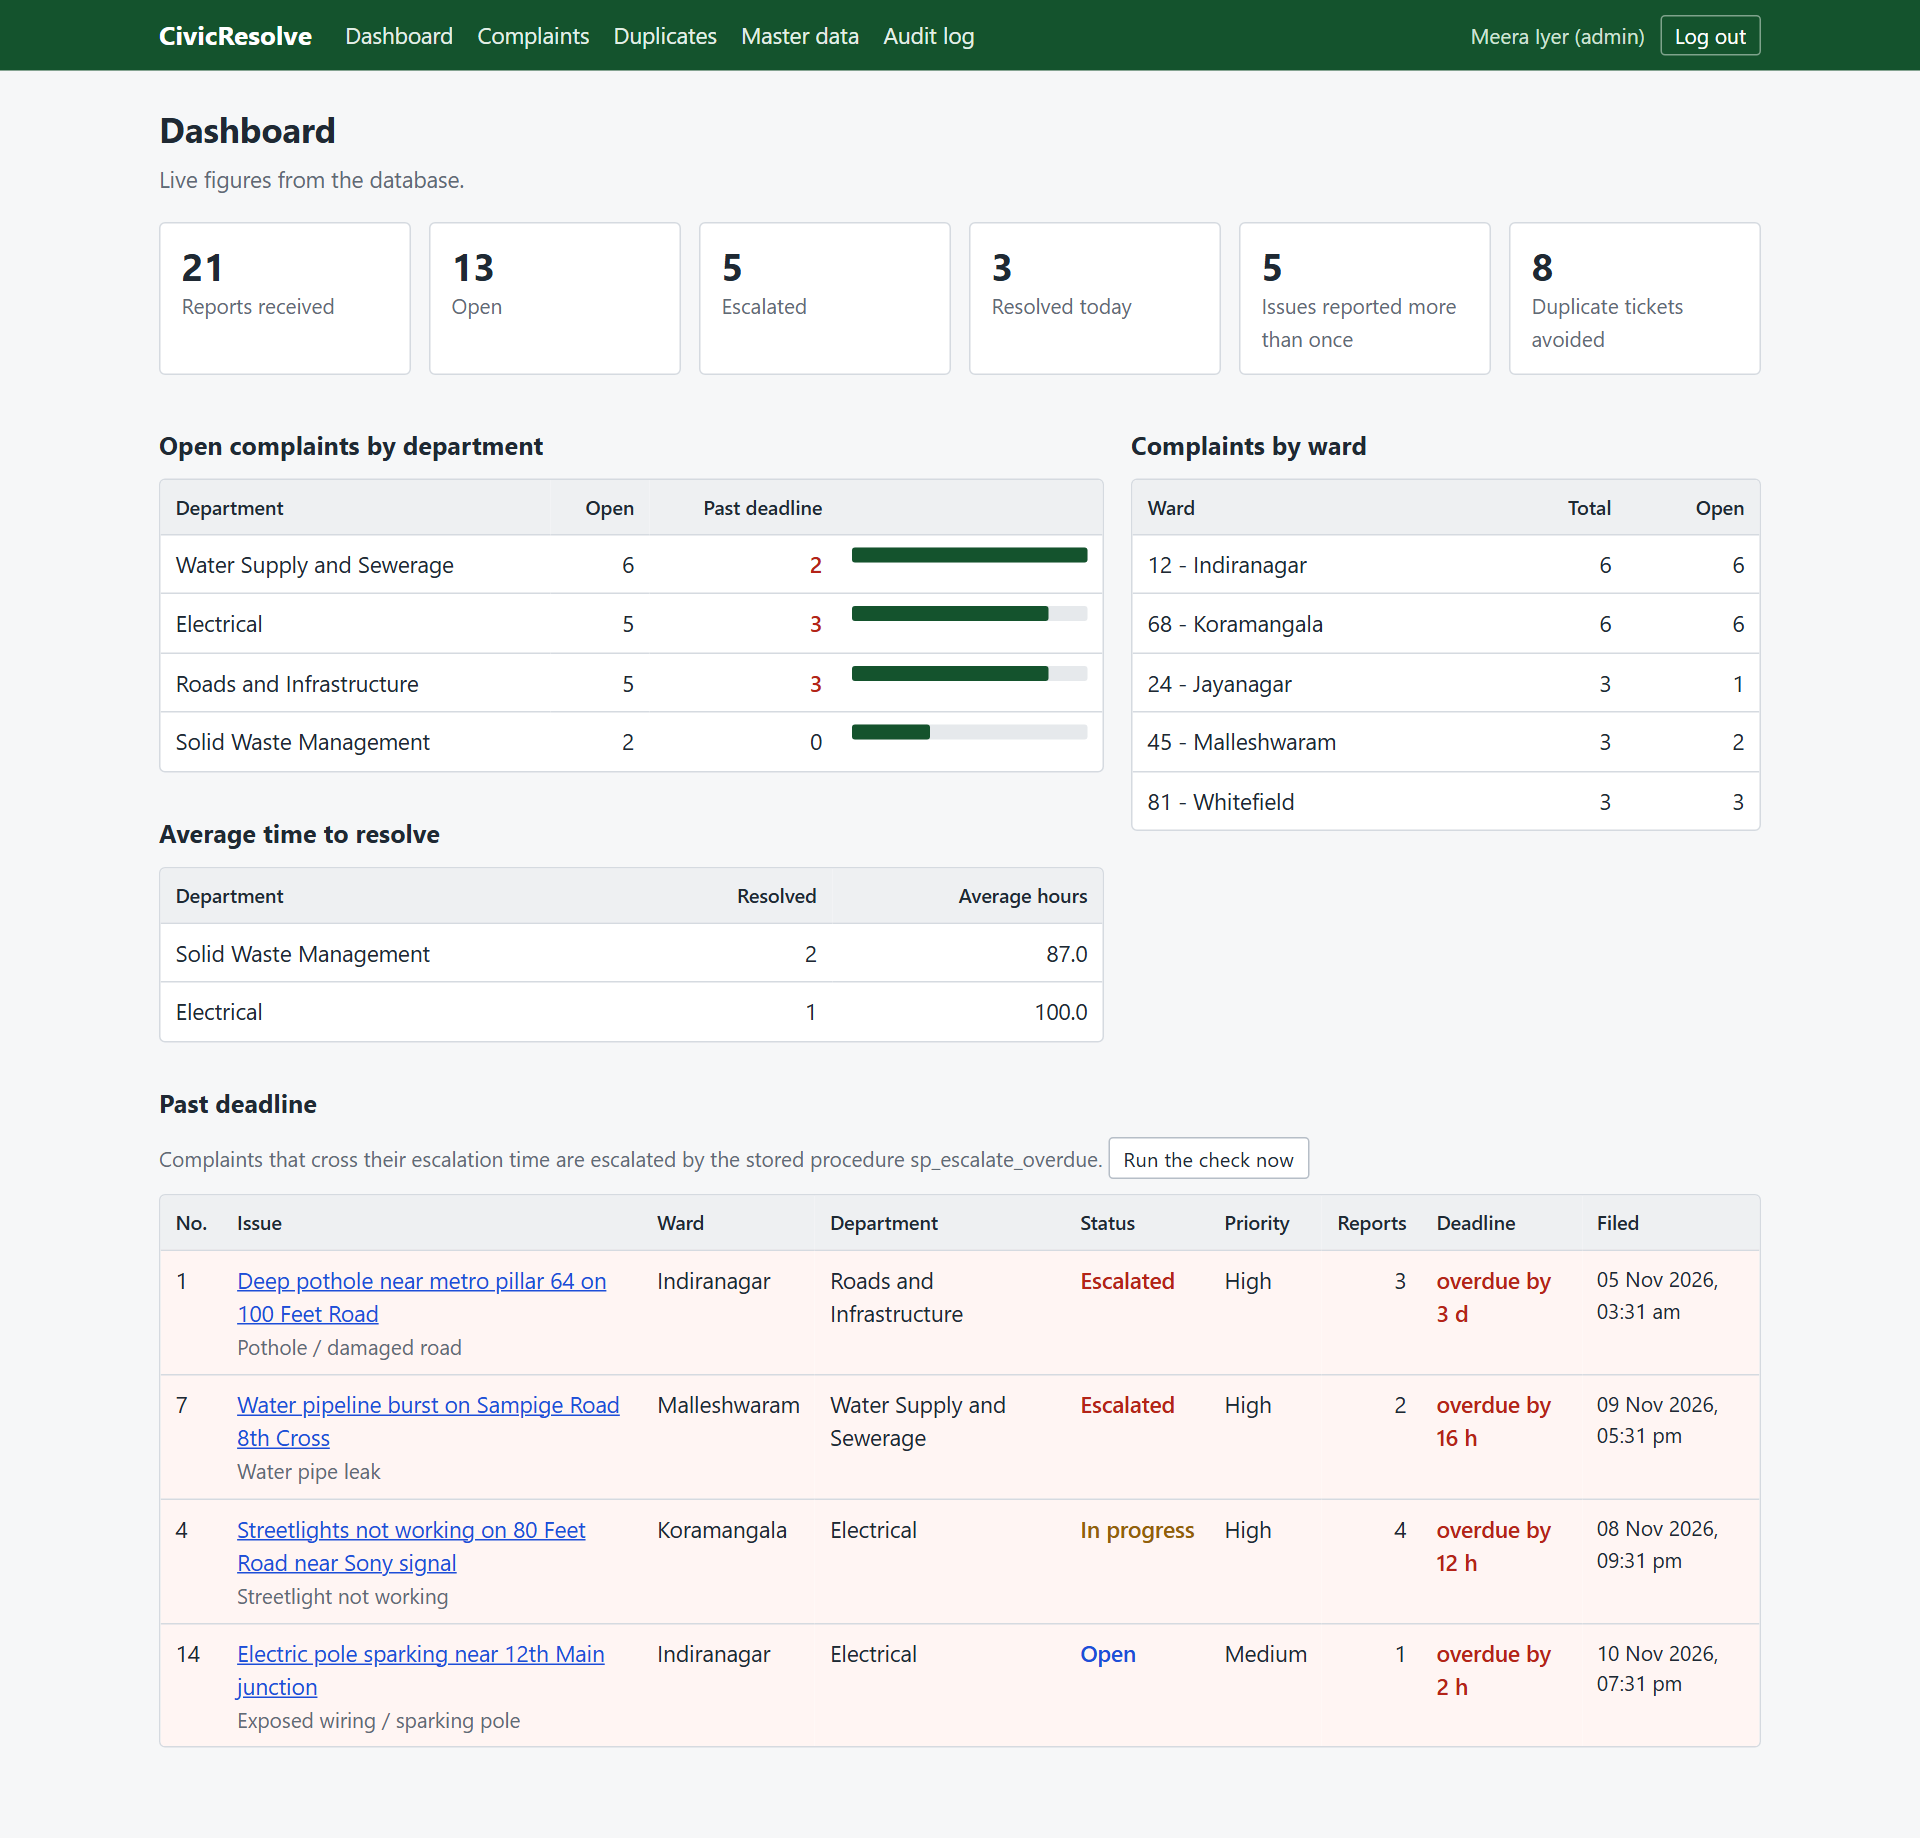 CivicResolve Dashboard Complaints Duplicates Master data Audit log Meera Iyer (admin) Log out
Dashboard
Live figures from the database.
21
Reports received
13
Open
5
Escalated
3
Resolved today
5
Issues reported more
than once
8
Duplicate tickets
avoided
Open complaints by department
Department Open Past deadline
Water Supply and Sewerage 6 2
Electrical 5 3
Roads and Infrastructure 5 3
Solid Waste Management 2 0
Complaints by ward
Ward Total Open
12 - Indiranagar 6 6
68 - Koramangala 6 6
24 - Jayanagar 3 1
45 - Malleshwaram 3 2
81 - Whitefield 3 3
Average time to resolve
Department Resolved Average hours
Solid Waste Management 2 87.0
Electrical 1 100.0
Past deadline
Complaints that cross their escalation time are escalated by the stored procedure sp_escalate_overdue. Run the check now
No. Issue Ward Department Status Priority Reports Deadline Filed
1 Deep pothole near metro pillar 64 on Indiranagar Roads and Escalated High 3 overdue by 05 Nov 2026,
100 Feet Road Infrastructure 3 d 03:31 am
Pothole / damaged road
7 Water pipeline burst on Sampige Road Malleshwaram Water Supply and Escalated High 2 overdue by 09 Nov 2026,
8th Cross Sewerage 16 h 05:31 pm
Water pipe leak
4 Streetlights not working on 80 Feet Koramangala Electrical In progress High 4 overdue by 08 Nov 2026,
Road near Sony signal 12 h 09:31 pm
Streetlight not working
14 Electric pole sparking near 12th Main Indiranagar Electrical Open Medium 1 overdue by 10 Nov 2026,
junction 2 h 07:31 pm
Exposed wiring / sparking pole